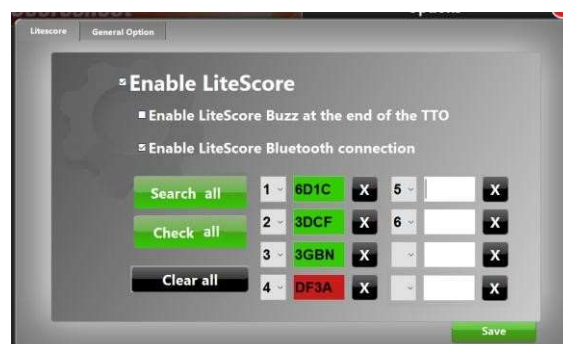 Litescore General Option
Enable LiteScore
Enable LiteScore Buzz at the end of the TTO
Enable LiteScore Bluetooth connection
Search all 1 6D1C X 5 X
Check all 2 3DCF X 6 X
3 3GBN X X
Clear all 4 DF3A X X
Save